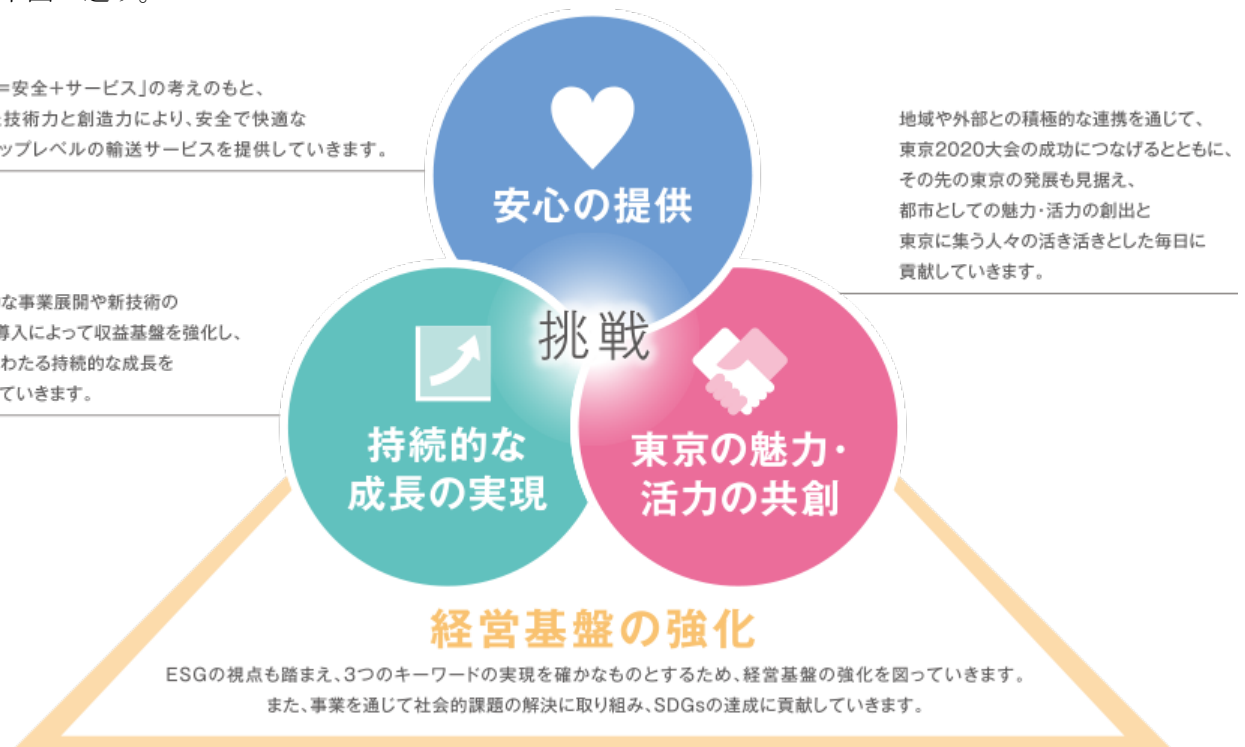 =安全+サービス」の考えのもと、
技術力と創造力により、安全で快適な
ップレベルの輸送サービスを提供していきます。
安心の提供
地域や外部との積極的な連携を通じて、
東京2020大会の成功につなげるとともに、
その先の東京の発展も見据え、
都市としての魅力・活力の創出と
東京に集う人々の活き活きとした毎日に
貢献していきます。
な事業展開や新技術の
導入によって収益基盤を強化し、
わたる持続的な成長を
ていきます。
挑戦
持続的な
成長の実現
東京の魅力・
活力の共創
経営基盤の強化
ESGの視点も踏まえ、3つのキーワードの実現を確かなものとするため、経営基盤の強化を図っていきます。
また、事業を通じて社会的課題の解決に取り組み、SDGsの達成に貢献していきます。